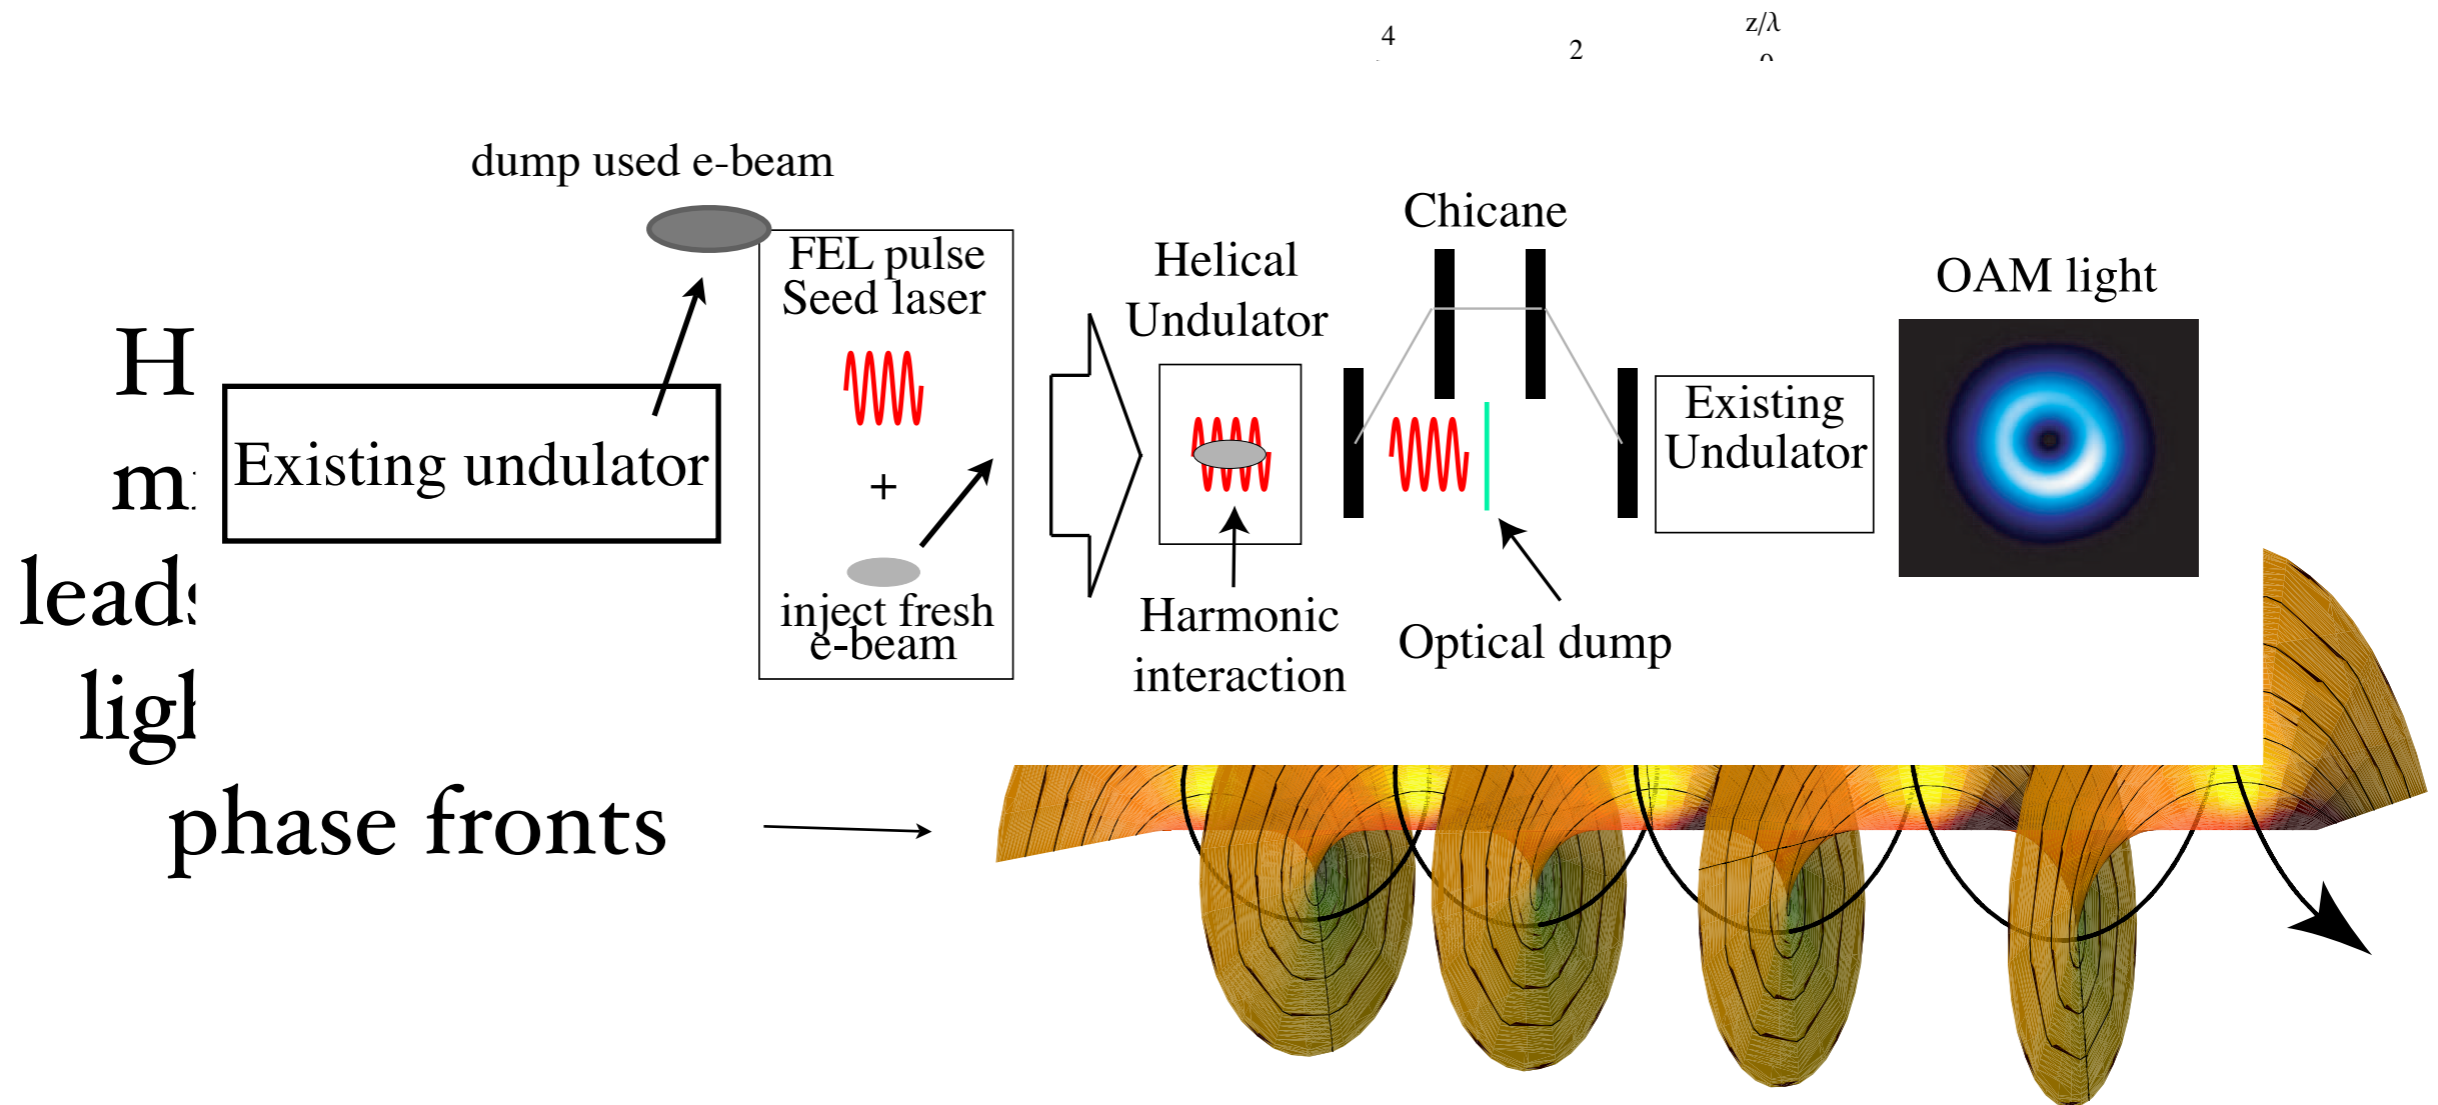 z/λ
4
2
dump used e-beam
Chicane
FEL pulse
Seed laser
Helical
Undulator
OAM light
Existing undulator
+
Existing
Undulator
inject fresh
e-beam
Harmonic
interaction
Optical dump
phase fronts